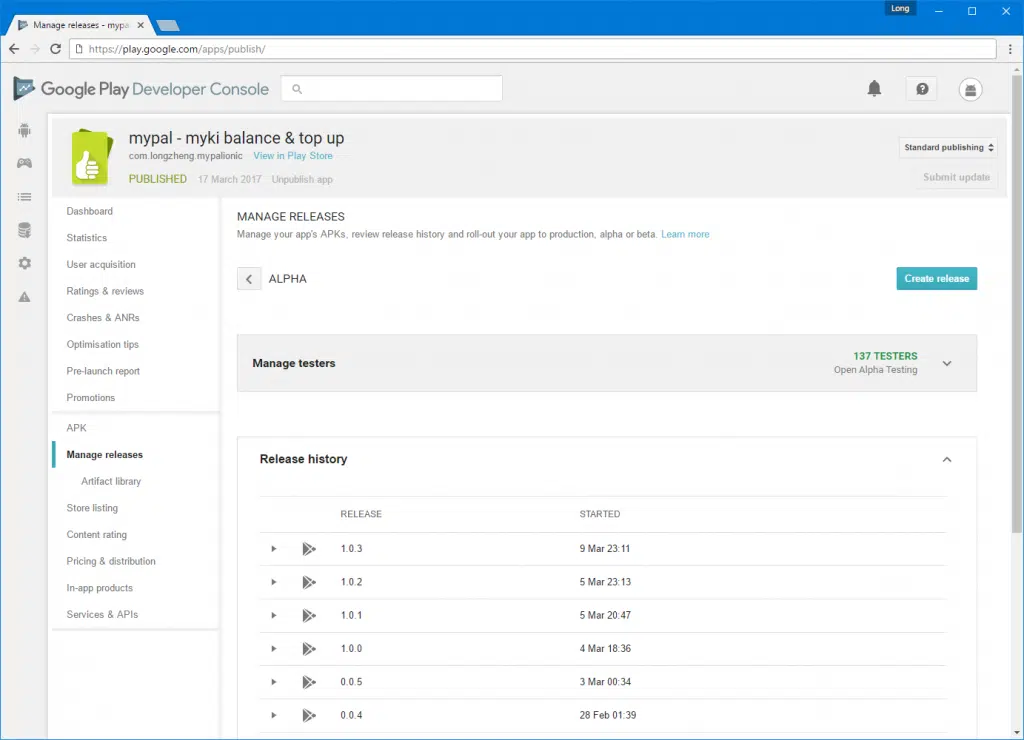 Long
Manage releases - mypa
https://play.google.com/apps/publish/
Google Play Developer Console
mypal - myki balance & top up
com.longzheng.mypalionic View in Play Store
PUBLISHED 17 March 2017 Unpublish app
Standard publishing
Submit update
Dashboard
Statistics
User acquisition
Ratings & reviews
Crashes & ANRs
Optimisation tips
Pre-launch report
Promotions
APK
Manage releases
Artifact library
Store listing
Content rating
Pricing & distribution
In-app products
Services & APIs
MANAGE RELEASES
Manage your app's APKs, review release history and roll-out your app to production, alpha or beta. Learn more
ALPHA
Create release
Manage testers
137 TESTERS
Open Alpha Testing
Release history
RELEASE STARTED
1.0.3 9 Mar 23:11
1.0.2 5 Mar 23:13
1.0.1 5 Mar 20:47
1.0.0 4 Mar 18:36
0.0.5 3 Mar 00:34
0.0.4 28 Feb 01:39